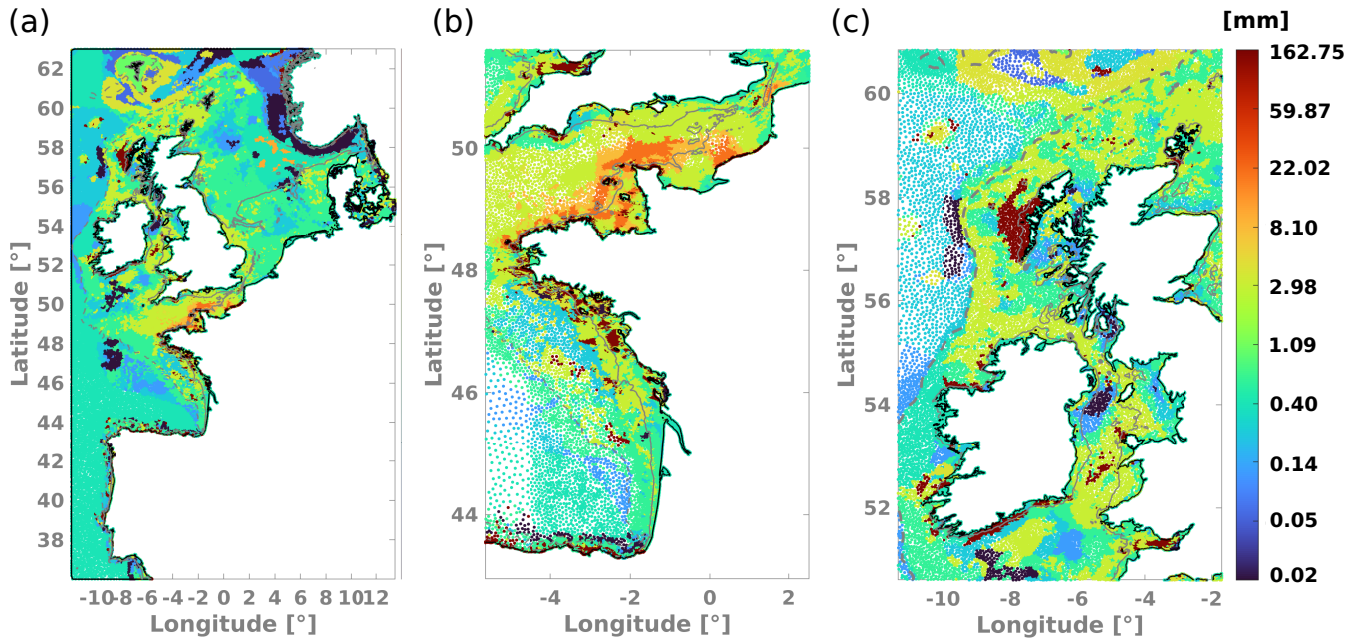 (a)
(b)
(c)
[mm]
62
60
58
56
54
52
50
48
46
44
42
40
38
Latitude [°]
-10-8 -6 -4 -2 0 2 4 6 8 1012
Longitude [°]
50
48
46
44
Latitude [°]
-4 -2 0 2
Longitude [°]
60
58
56
54
52
Latitude [°]
-10 -8 -6 -4 -2
Longitude [°]
162.75
59.87
22.02
8.10
2.98
1.09
0.40
0.14
0.05
0.02